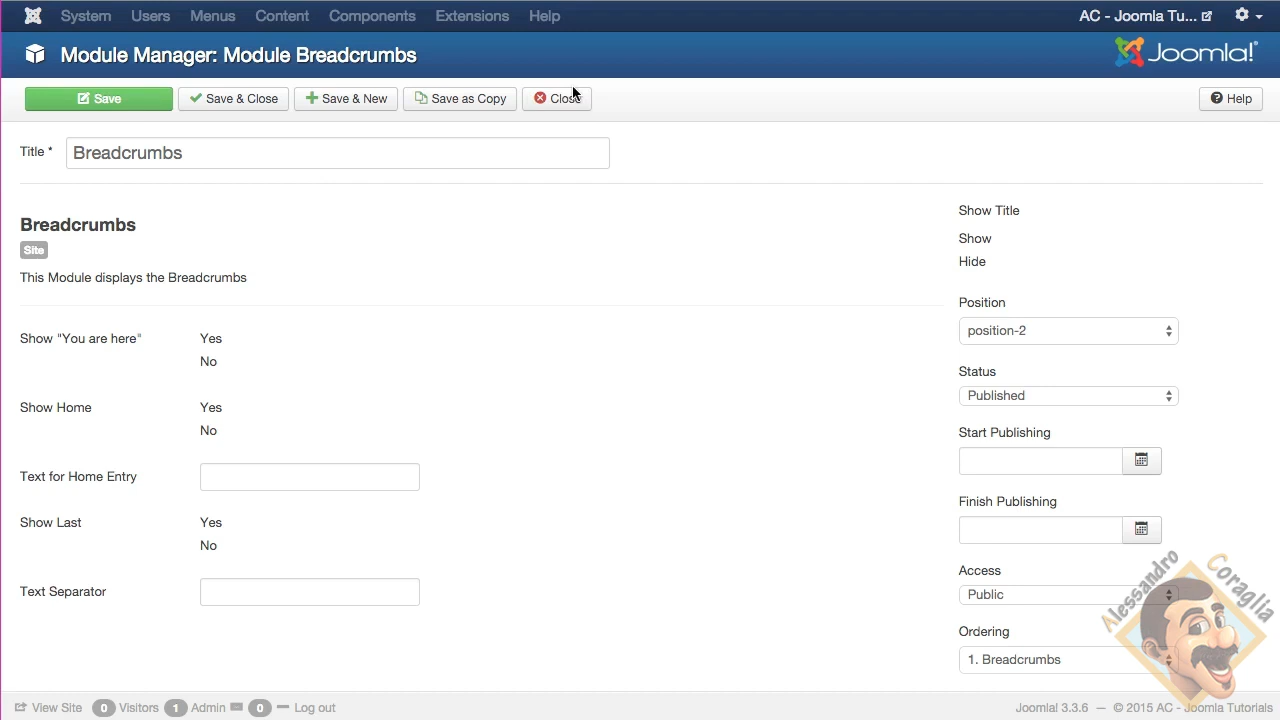 System Users Menus Content Components Extensions Help AC - Joomla Tu...
Module Manager: Module Breadcrumbs Joomla!
Save Save & Close Save & New Save as Copy Close Help
Title * Breadcrumbs
Breadcrumbs
Site
This Module displays the Breadcrumbs
Show "You are here" Yes
No
Show Home Yes
No
Text for Home Entry
Show Last Yes
No
Text Separator
Show Title
Show
Hide
Position
position-2
Status
Published
Start Publishing
Finish Publishing
Access
Public
Ordering
1. Breadcrumbs
Alessandro Coraglia
View Site 0 Visitors 1 Admin 0 Log out Joomla! 3.3.6 — © 2015 AC - Joomla Tutorials